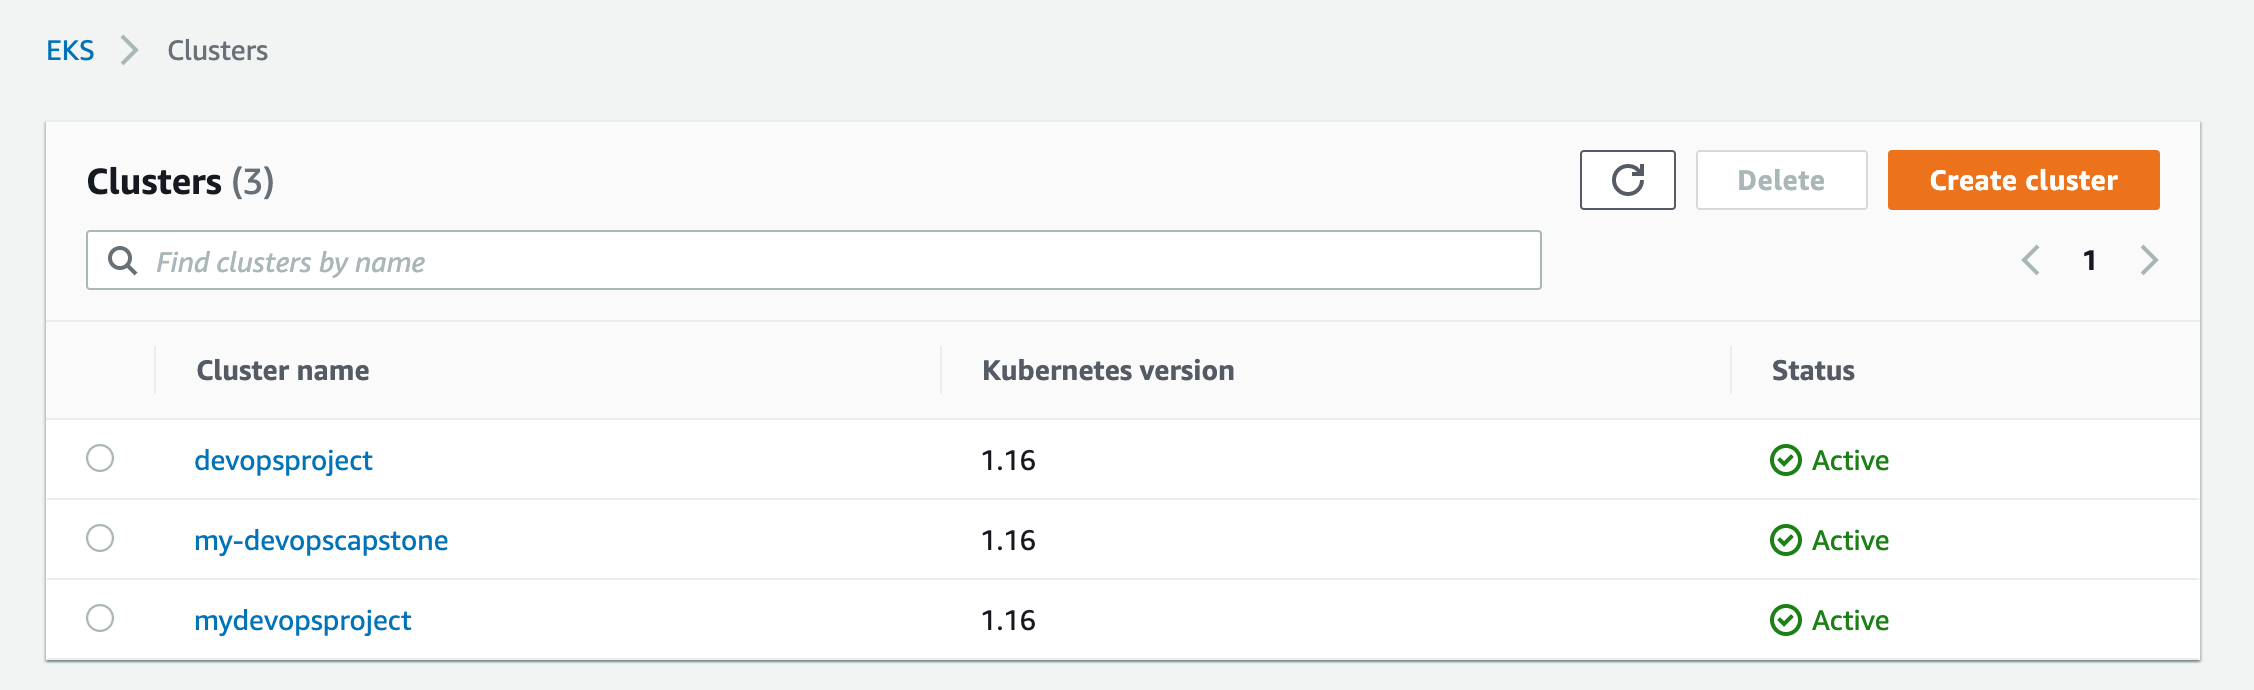 EKS Clusters
Clusters (3)
Delete
Create cluster
Find clusters by name
1
Cluster name Kubernetes version Status
devopsproject 1.16 Active
my-devopscapstone 1.16 Active
mydevopsproject 1.16 Active